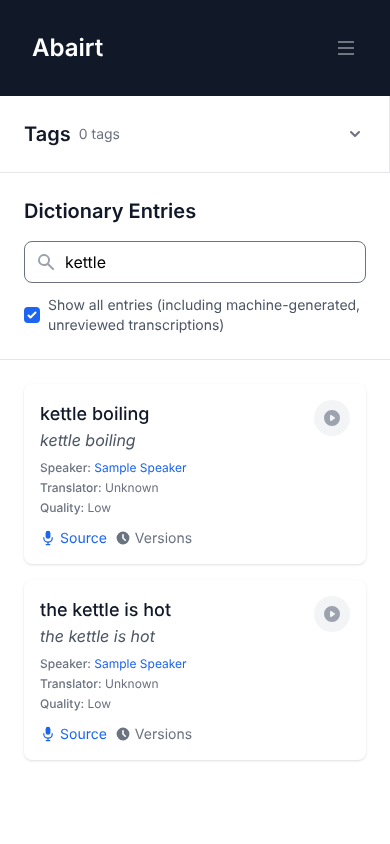 Abairt
Tags 0 tags
Dictionary Entries
kettle
Show all entries (including machine-generated,
unreviewed transcriptions)
kettle boiling
kettle boiling
Speaker: Sample Speaker
Translator: Unknown
Quality: Low
Source Versions
the kettle is hot
the kettle is hot
Speaker: Sample Speaker
Translator: Unknown
Quality: Low
Source Versions